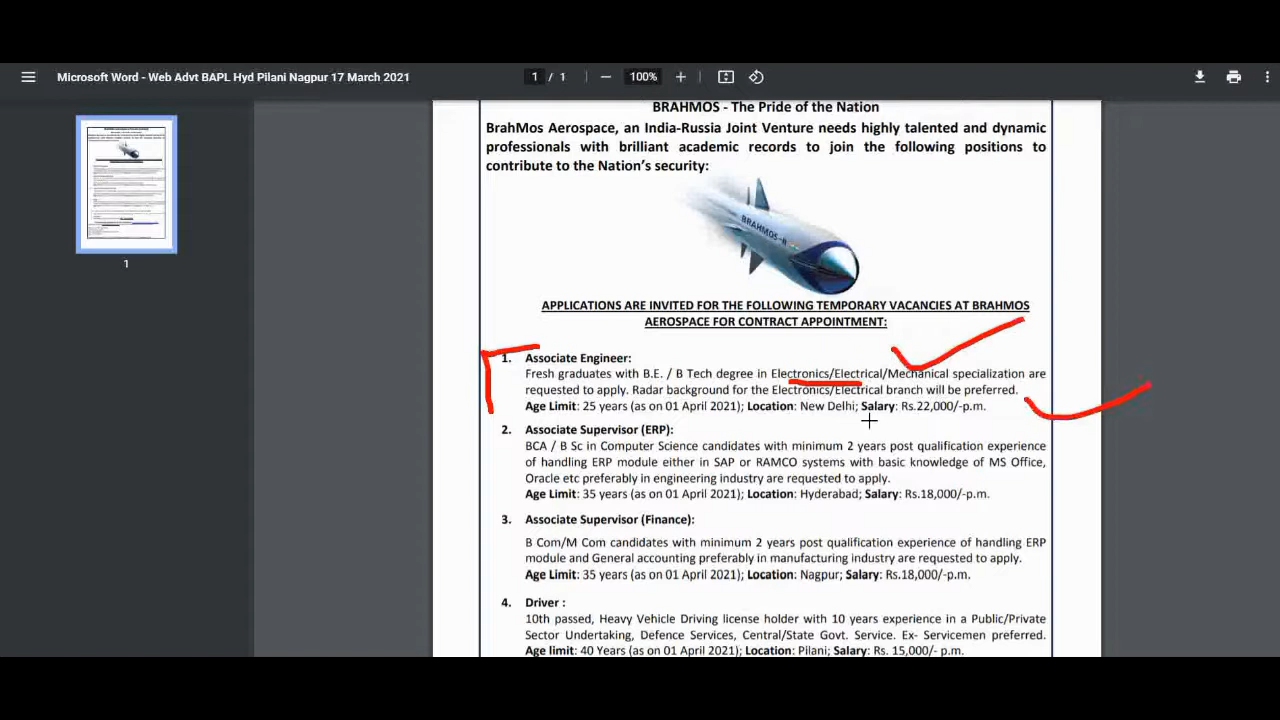 Microsoft Word - Web Advt BAPL Hyd Pilani Nagpur 17 March 2021
1 / 1
100%
1
BRAHMOS - The Pride of the Nation
BrahMos Aerospace, an India-Russia Joint Venture needs highly talented and dynamic
professionals with brilliant academic records to join the following positions to
contribute to the Nation's security:
BRAHMOS-II
APPLICATIONS ARE INVITED FOR THE FOLLOWING TEMPORARY VACANCIES AT BRAHMOS
AEROSPACE FOR CONTRACT APPOINTMENT:
1. Associate Engineer:
Fresh graduates with B.E. / B Tech degree in Electronics/Electrical/Mechanical specialization are
requested to apply. Radar background for the Electronics/Electrical branch will be preferred.
Age Limit: 25 years (as on 01 April 2021); Location: New Delhi; Salary: Rs.22,000/-p.m.
2. Associate Supervisor (ERP):
BCA / B Sc in Computer Science candidates with minimum 2 years post qualification experience
of handling ERP module either in SAP or RAMCO systems with basic knowledge of MS Office,
Oracle etc preferably in engineering industry are requested to apply.
Age Limit: 35 years (as on 01 April 2021); Location: Hyderabad; Salary: Rs.18,000/-p.m.
3. Associate Supervisor (Finance):
B Com/M Com candidates with minimum 2 years post qualification experience of handling ERP
module and General accounting preferably in manufacturing industry are requested to apply.
Age Limit: 35 years (as on 01 April 2021); Location: Nagpur; Salary: Rs.18,000/-p.m.
4. Driver :
10th passed, Heavy Vehicle Driving license holder with 10 years experience in a Public/Private
Sector Undertaking, Defence Services, Central/State Govt. Service. Ex- Servicemen preferred.
Age limit: 40 Years (as on 01 April 2021); Location: Pilani; Salary: Rs. 15,000/- p.m.